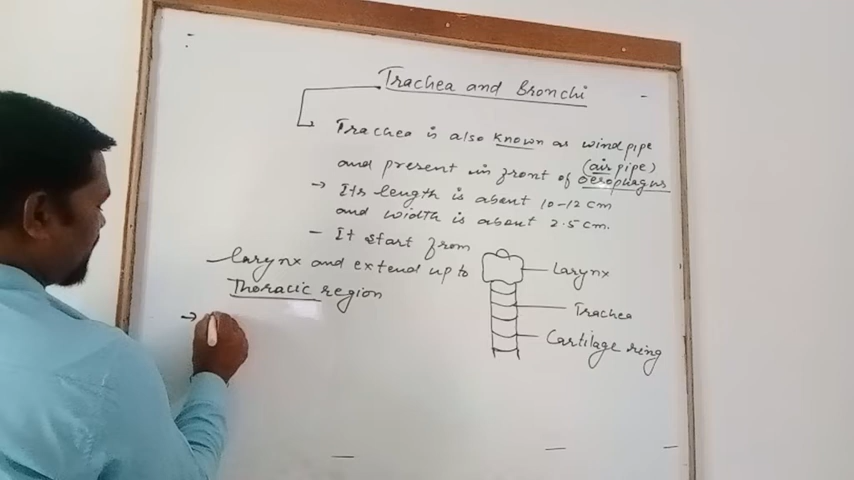 Trachea and Bronchi
Trachea is also known as windpipe
(air pipe)
and present in front of Oesophagus
→ Its length is about 10-12 cm
and width is about 2.5 cm.
- It start from
larynx and extend up to
Thoracic region
→
Larynx
Trachea
Cartilage ring